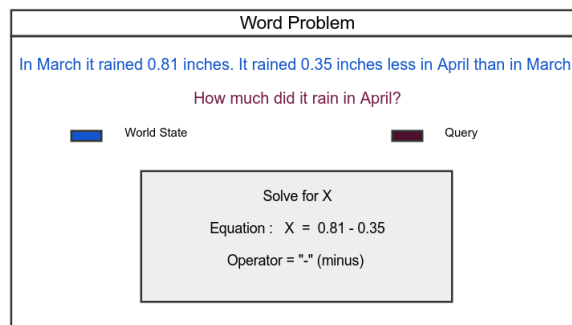 Word Problem
In March it rained 0.81 inches. It rained 0.35 inches less in April than in March
How much did it rain in April?
World State
Query
Solve for X
Equation : X = 0.81 - 0.35
Operator = "-" (minus)